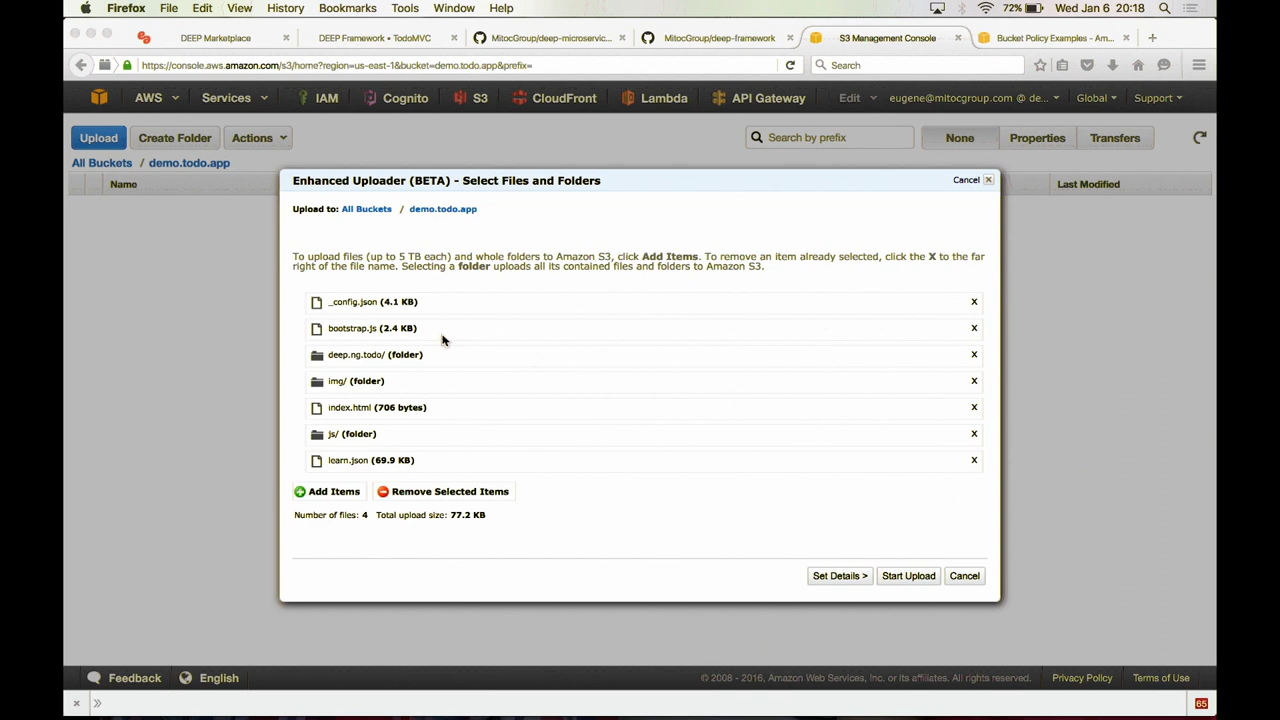 Firefox File Edit View History Bookmarks Tools Window Help 72% Wed Jan 6 20:18
DEEP Marketplace × DEEP Framework • TodoMVC × MitocGroup/deep-microservic... × MitocGroup/deep-framework × S3 Management Console × Bucket Policy Examples - Am... × +
https://console.aws.amazon.com/s3/home?region=us-east-1&bucket=demo.todo.app&prefix= Search
AWS Services IAM Cognito S3 CloudFront Lambda API Gateway Edit eugene@mitocgroup.com @ de... Global Support
Upload Create Folder Actions Search by prefix None Properties Transfers
All Buckets / demo.todo.app
Name Last Modified
Enhanced Uploader (BETA) - Select Files and Folders Cancel ×
Upload to: All Buckets / demo.todo.app
To upload files (up to 5 TB each) and whole folders to Amazon S3, click Add Items. To remove an item already selected, click the X to the far
right of the file name. Selecting a folder uploads all its contained files and folders to Amazon S3.
_config.json (4.1 KB) X
bootstrap.js (2.4 KB) X
deep.ng.todo/ (folder) X
img/ (folder) X
index.html (706 bytes) X
js/ (folder) X
learn.json (69.9 KB) X
Add Items Remove Selected Items
Number of files: 4 Total upload size: 77.2 KB
Set Details > Start Upload Cancel
Feedback English © 2008 - 2016, Amazon Web Services, Inc. or its affiliates. All rights reserved. Privacy Policy Terms of Use
× » 65